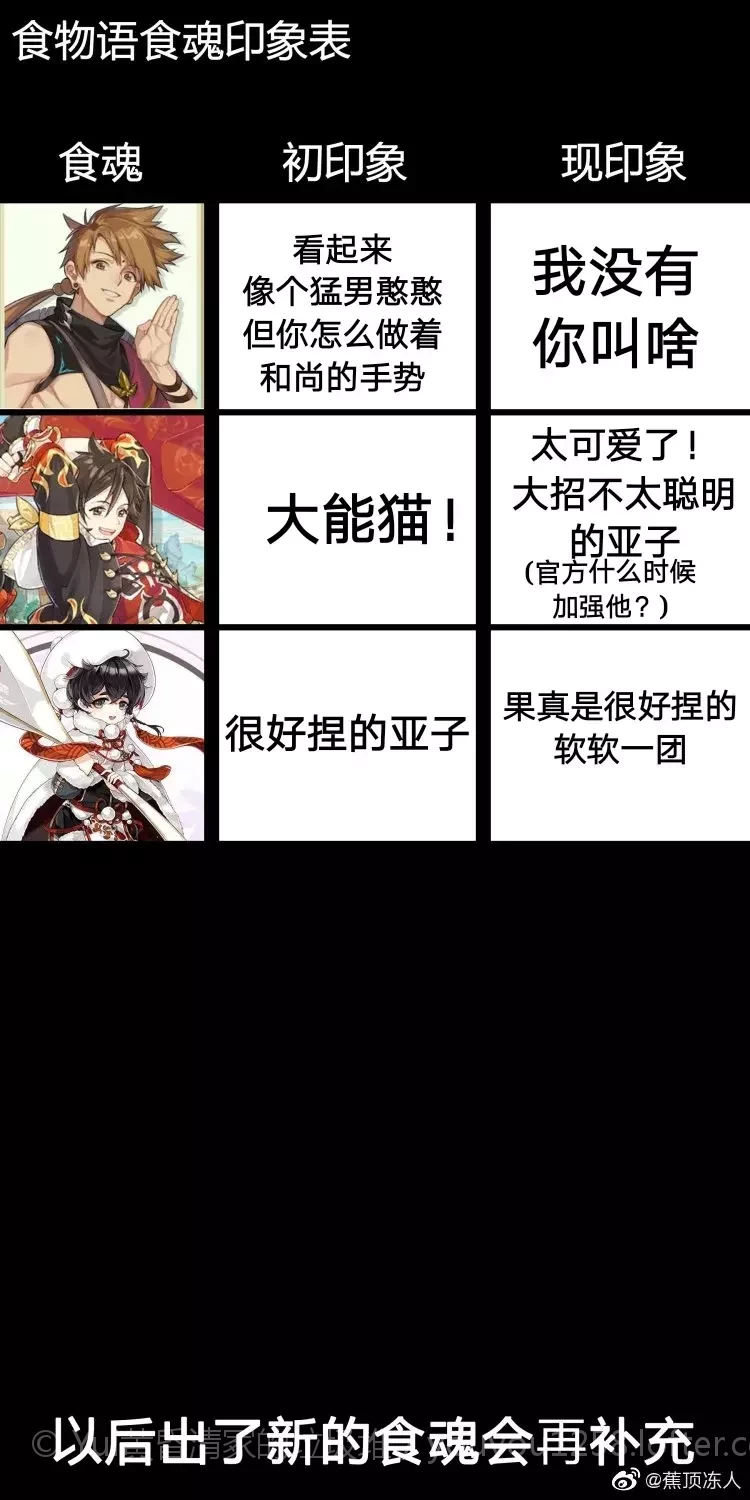 食物语食魂印象表
食魂 初印象 现印象
看起来
像个猛男憨憨
但你怎么做着
和尚的手势
我没有
你叫啥
大能猫！
太可爱了！
大招不太聪明
的亚子
（官方什么时候
加强他？）
很好捏的亚子
果真是很好捏的
软软一团
以后出了新的食魂会再补充
@蕉顶冻人